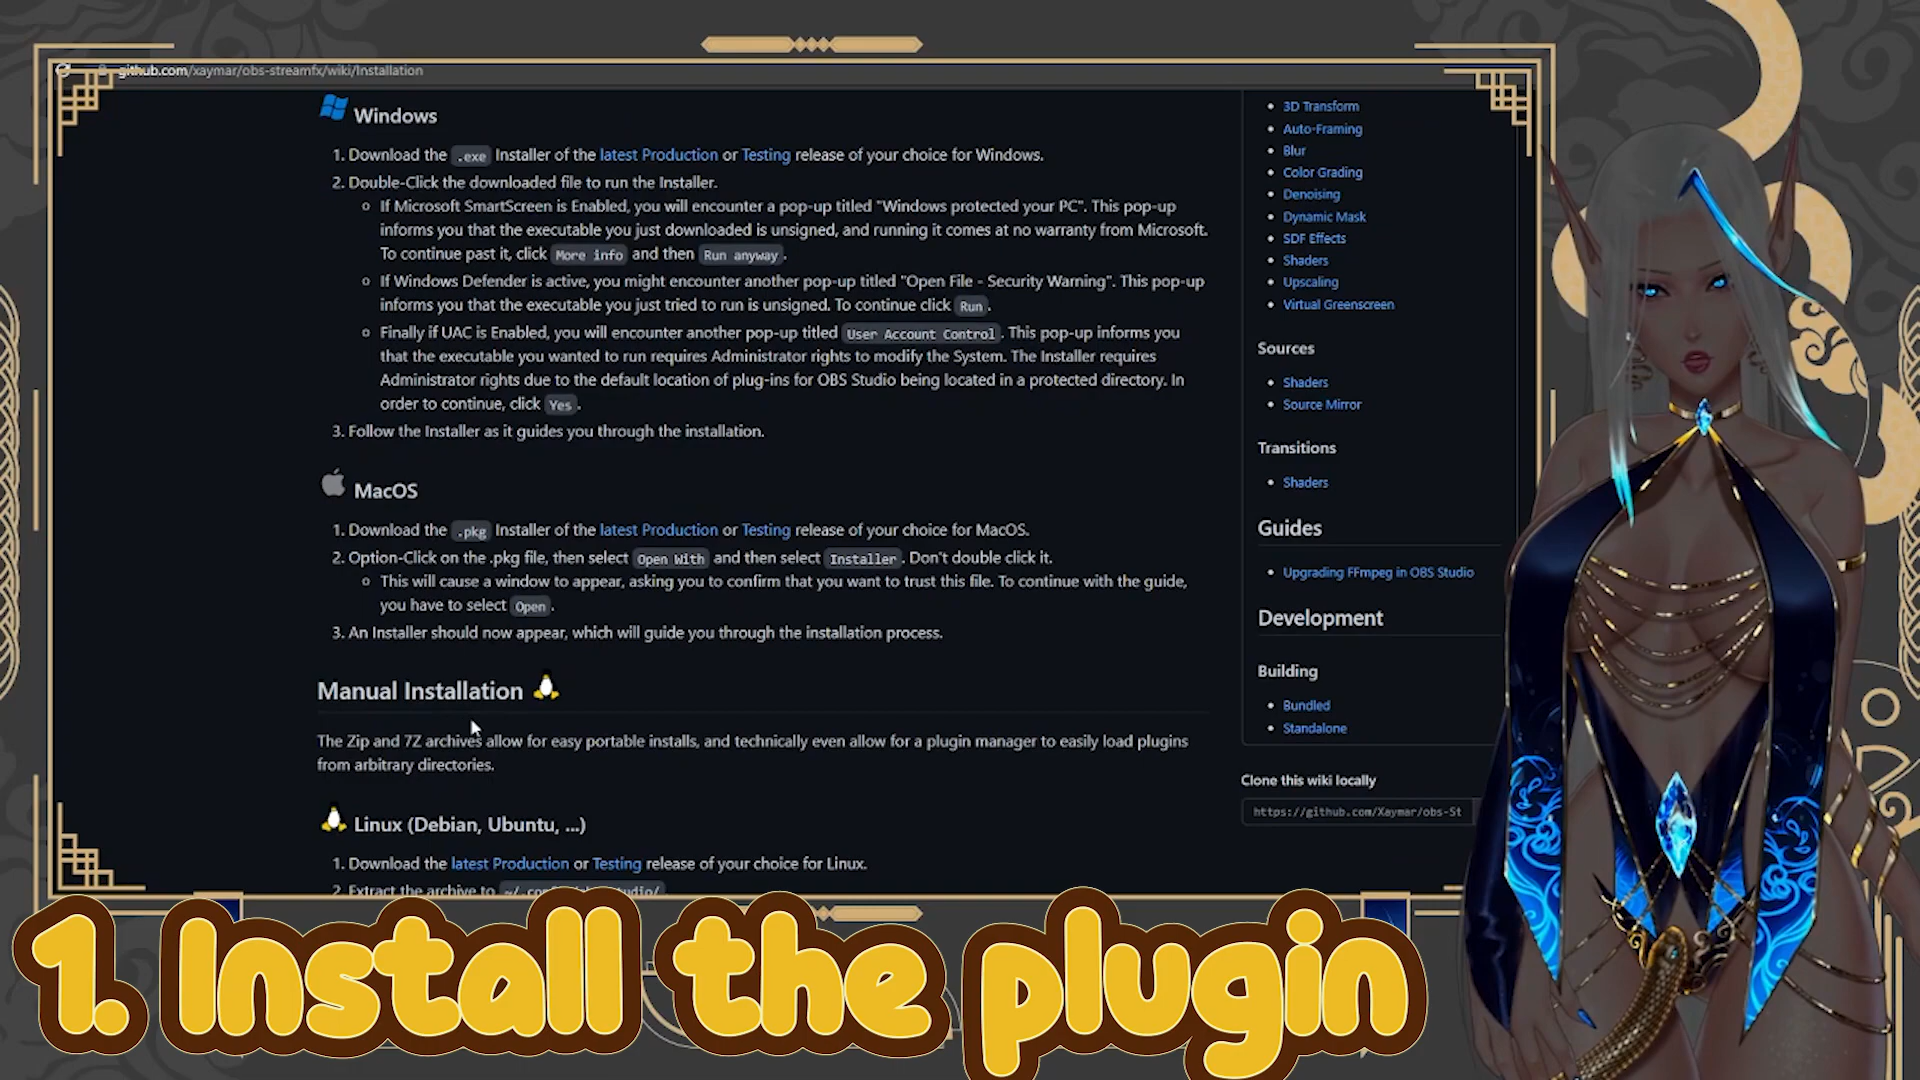 github.com/xaymar/obs-streamfx/wiki/Installation
Windows
1. Download the .exe Installer of the latest Production or Testing release of your choice for Windows.
2. Double-Click the downloaded file to run the Installer.
If Microsoft SmartScreen is Enabled, you will encounter a pop-up titled "Windows protected your PC". This pop-up
informs you that the executable you just downloaded is unsigned, and running it comes at no warranty from Microsoft.
To continue past it, click More info and then Run anyway.
If Windows Defender is active, you might encounter another pop-up titled "Open File - Security Warning". This pop-up
informs you that the executable you just tried to run is unsigned. To continue click Run.
Finally if UAC is Enabled, you will encounter another pop-up titled User Account Control. This pop-up informs you
that the executable you wanted to run requires Administrator rights to modify the System. The Installer requires
Administrator rights due to the default location of plug-ins for OBS Studio being located in a protected directory. In
order to continue, click Yes.
3. Follow the Installer as it guides you through the installation.
MacOS
1. Download the .pkg Installer of the latest Production or Testing release of your choice for MacOS.
2. Option-Click on the .pkg file, then select Open With and then select Installer. Don't double click it.
This will cause a window to appear, asking you to confirm that you want to trust this file. To continue with the guide,
you have to select Open.
3. An Installer should now appear, which will guide you through the installation process.
Manual Installation
The Zip and 7Z archives allow for easy portable installs, and technically even allow for a plugin manager to easily load plugins
from arbitrary directories.
Linux (Debian, Ubuntu, ...)
1. Download the latest Production or Testing release of your choice for Linux.
2. Extract the archive to
3D Transform
Auto-Framing
Blur
Color Grading
Denoising
Dynamic Mask
SDF Effects
Shaders
Upscaling
Virtual Greenscreen
Sources
Shaders
Source Mirror
Transitions
Shaders
Guides
Upgrading FFmpeg in OBS Studio
Development
Building
Bundled
Standalone
Clone this wiki locally
https://github.com/Xaymar/obs-St
1. Install the plugin